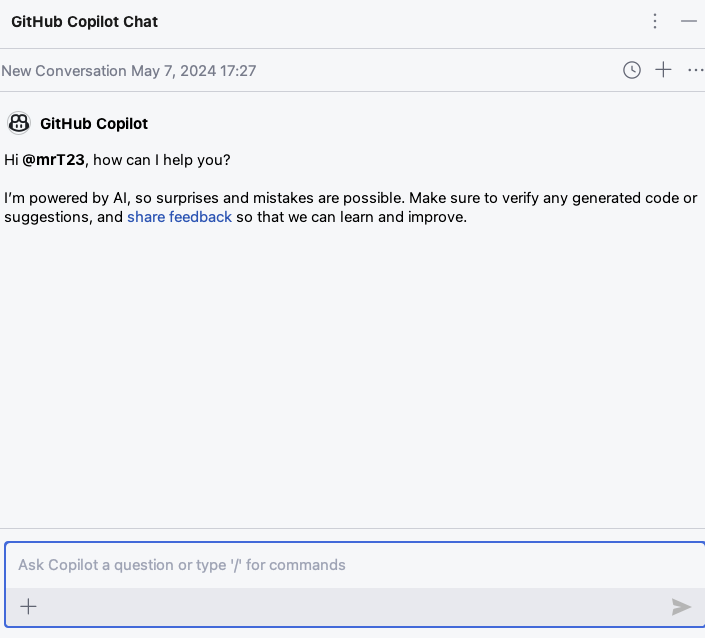 GitHub Copilot Chat
New Conversation May 7, 2024 17:27
GitHub Copilot
Hi @mrT23, how can I help you?
I’m powered by AI, so surprises and mistakes are possible. Make sure to verify any generated code or
suggestions, and share feedback so that we can learn and improve.
Ask Copilot a question or type '/' for commands